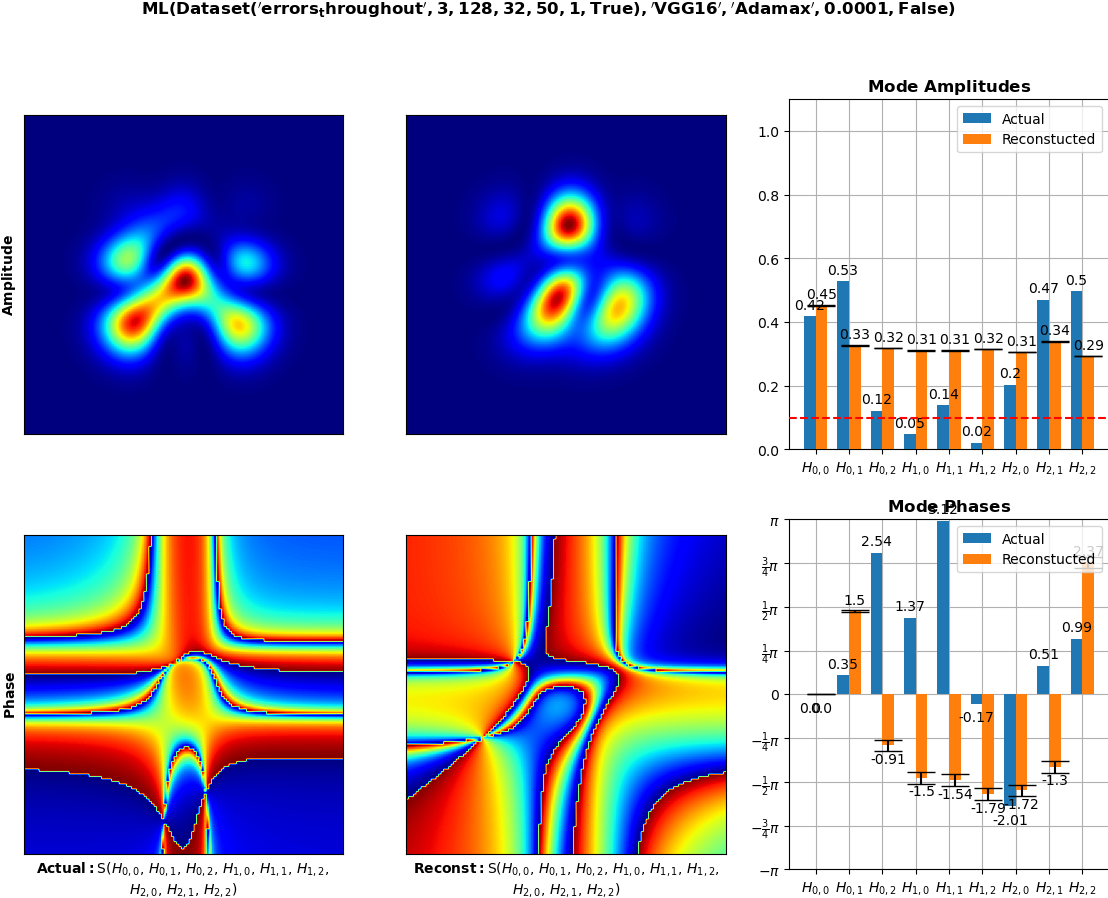 ML(Dataset('errors_throughout', 3, 128, 32, 50, 1, True), 'VGG16', 'Adamax', 0.0001, False)
Amplitude
Mode Amplitudes
Actual
Reconstucted
1.0
0.8
0.6
0.4
0.2
0.0
0.42
0.45
0.53
0.33
0.12
0.32
0.05
0.31
0.14
0.31
0.02
0.32
0.2
0.31
0.47
0.34
0.5
0.29
H0,0 H0,1 H0,2 H1,0 H1,1 H1,2 H2,0 H2,1 H2,2
Phase
Actual: S(H0,0, H0,1, H0,2, H1,0, H1,1, H1,2,
H2,0, H2,1, H2,2)
Reconst: S(H0,0, H0,1, H0,2, H1,0, H1,1, H1,2,
H2,0, H2,1, H2,2)
Mode Phases
Actual
Reconstucted
π
3/4π
1/2π
1/4π
0
−1/4π
−1/2π
−3/4π
−π
0.0
0.0
0.35
1.5
2.54
-0.91
1.37
-1.5
3.12
-1.54
-0.17
-1.79
-2.01
-1.72
0.51
-1.3
0.99
2.37
H0,0 H0,1 H0,2 H1,0 H1,1 H1,2 H2,0 H2,1 H2,2